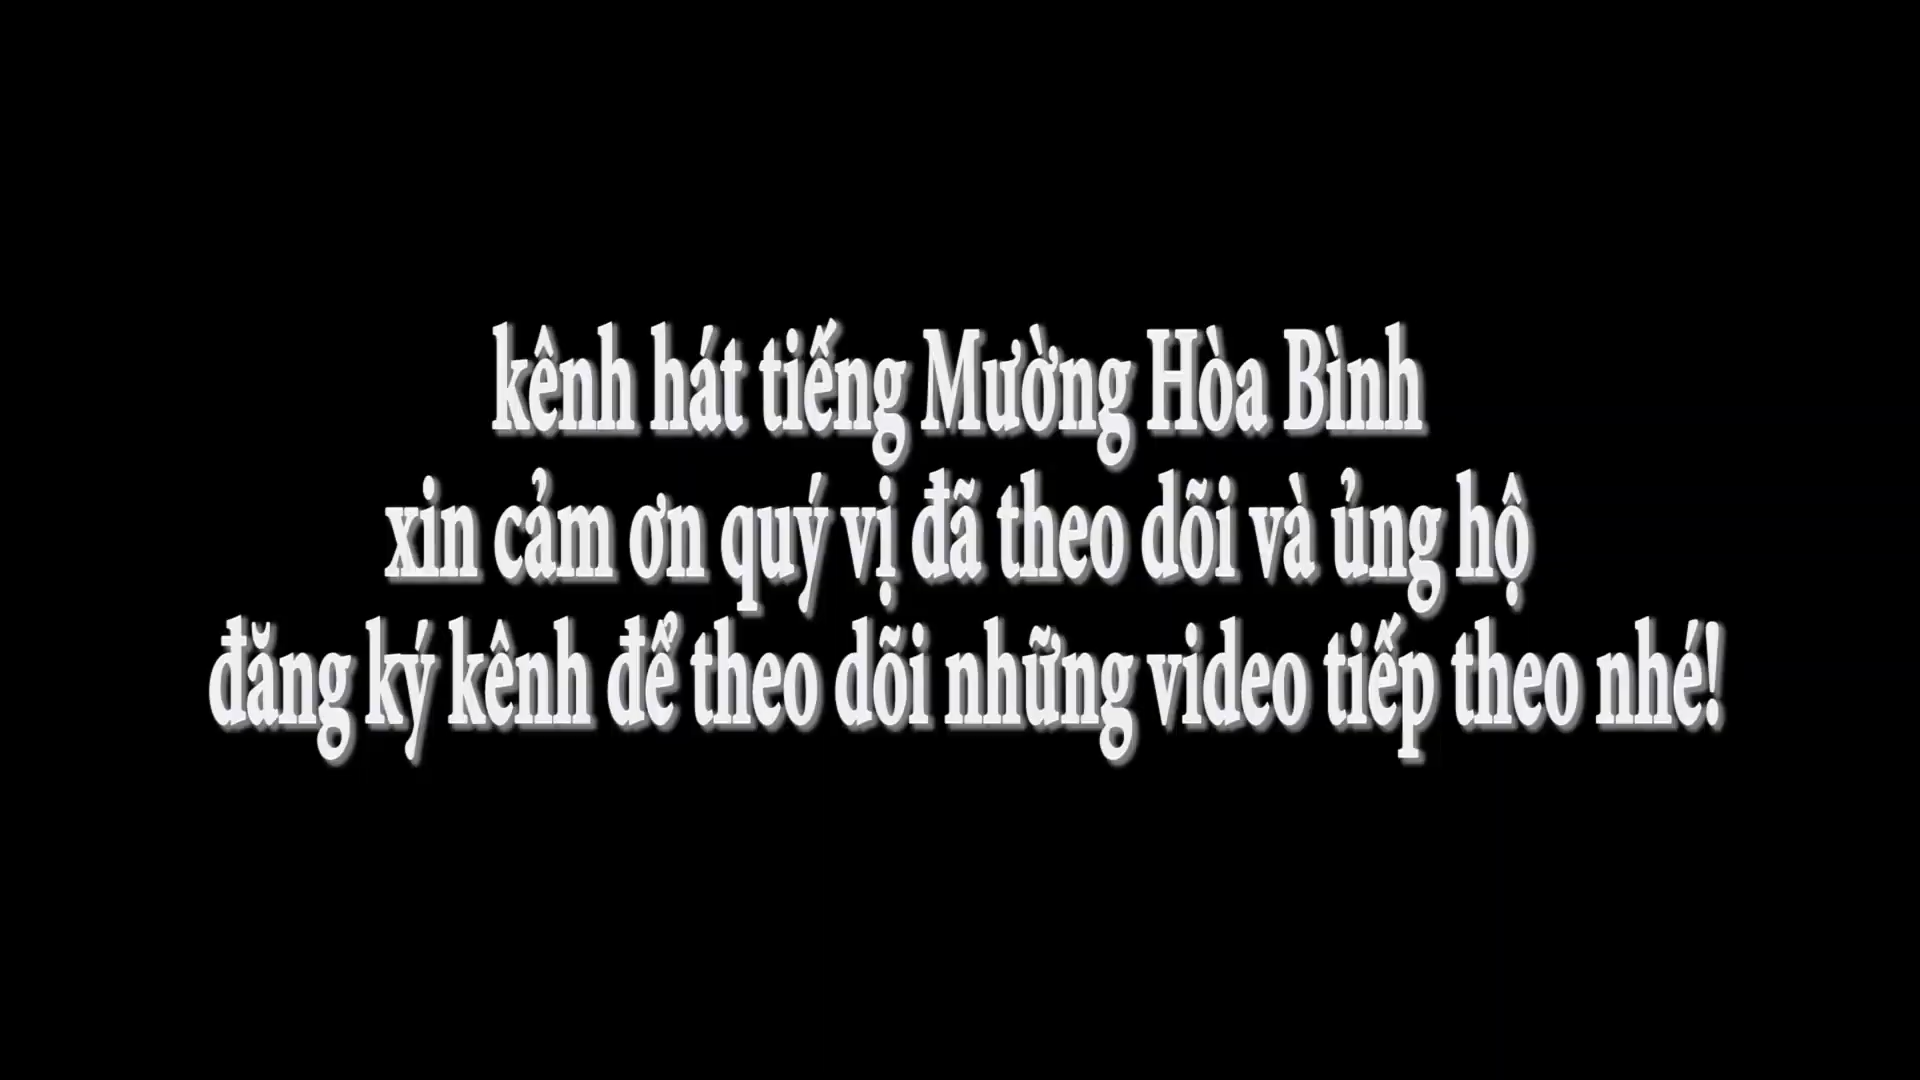 kênh hát tiếng Mường Hòa Bình
xin cảm ơn quý vị đã theo dõi và ủng hộ
đăng ký kênh để theo dõi những video tiếp theo nhé!